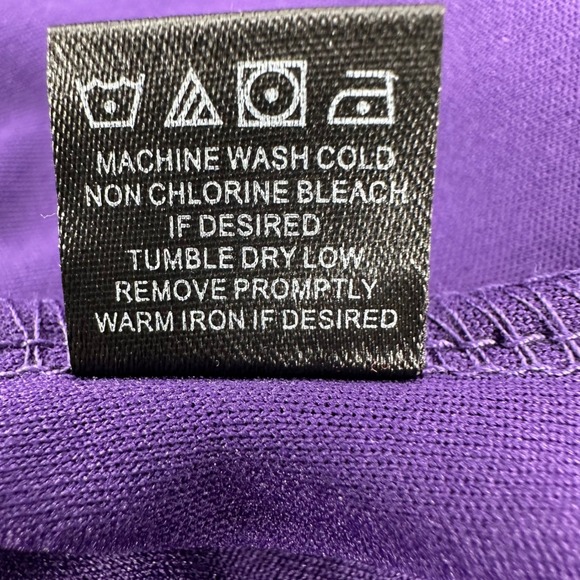 MACHINE WASH COLD
NON CHLORINE BLEACH
IF DESIRED
TUMBLE DRY LOW
REMOVE PROMPTLY
WARM IRON IF DESIRED